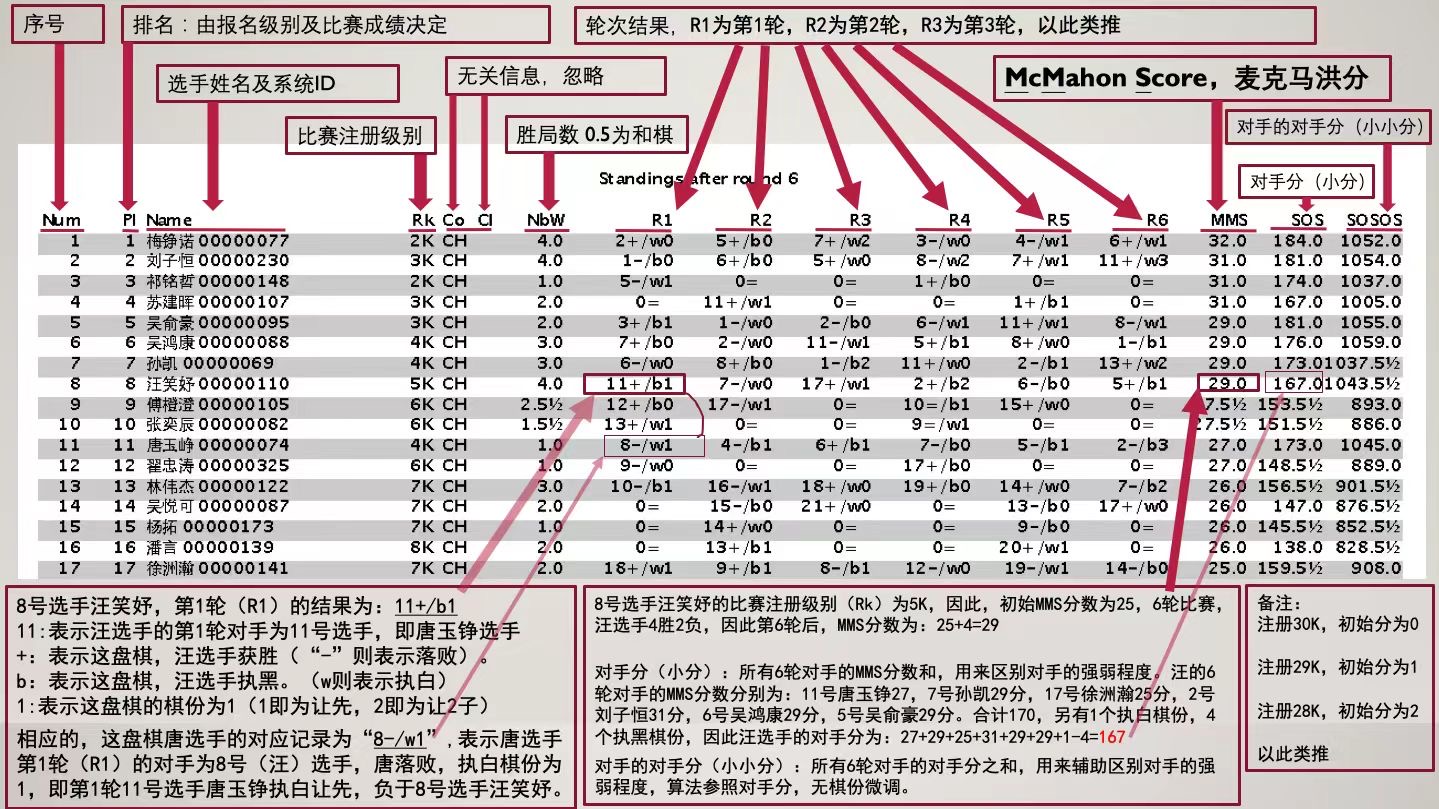 序号
排名：由报名级别及比赛成绩决定
轮次结果，R1为第1轮，R2为第2轮，R3为第3轮，以此类推
选手姓名及系统ID
无关信息，忽略
McMahon Score，麦克马洪分
比赛注册级别
胜局数 0.5为和棋
对手的对手分（小小分）
对手分（小分）
Standings after round 6
Num Pl Name Rk Co Cl NbW R1 R2 R3 R4 R5 R6 MMS SOS SOSOS
1 1 梅铮诺 00000077 2K CH 4.0 2+/w0 5+/b0 7+/w2 3-/w0 4-/w1 6+/w1 32.0 184.0 1052.0
2 2 刘子恒 00000230 3K CH 4.0 1-/b0 6+/b0 5+/w0 8-/w2 7+/w1 11+/w3 31.0 181.0 1054.0
3 3 祁铭哲 00000148 2K CH 1.0 5-/w1 0= 0= 1+/b0 0= 0= 31.0 174.0 1037.0
4 4 苏建晖 00000107 3K CH 2.0 0= 11+/w1 0= 0= 1+/b1 0= 31.0 167.0 1005.0
5 5 吴俞豪 00000095 3K CH 2.0 3+/b1 1-/w0 2-/b0 6-/w1 11+/w1 8-/w1 29.0 181.0 1055.0
6 6 吴鸿康 00000088 4K CH 3.0 7+/b0 2-/w0 11-/w1 5+/b1 8+/w0 1-/b1 29.0 176.0 1059.0
7 7 孙凯 00000069 4K CH 3.0 6-/w0 8+/b0 1-/b2 11+/w0 2-/b1 13+/w2 29.0 173.0 1037.5½
8 8 汪笑妤 00000110 5K CH 4.0 11+/b1 7-/w0 17+/w1 2+/b2 6-/b0 5+/b1 29.0 167.0 1043.5½
9 9 傅橙澄 00000105 6K CH 2.5½ 12+/b0 17-/w1 0= 10=/b1 15+/w0 0= 7.5½ 153.5½ 893.0
10 10 张奕辰 00000082 6K CH 1.5½ 13+/w1 0= 0= 9=/w1 0= 0= 27.5½ 151.5½ 886.0
11 11 唐玉峥 00000074 4K CH 1.0 8-/w1 4-/b1 6+/b1 7-/b0 5-/b1 2-/b3 27.0 173.0 1045.0
12 12 翟忠涛 00000325 6K CH 1.0 9-/w0 0= 0= 17+/b0 0= 0= 27.0 148.5½ 889.0
13 13 林伟杰 00000122 7K CH 3.0 10-/b1 16-/w1 18+/w0 19+/b0 14+/w0 7-/b2 26.0 156.5½ 901.5½
14 14 吴悦可 00000087 7K CH 2.0 0= 15-/b0 21+/w0 0= 13-/b0 17+/w0 26.0 147.0 876.5½
15 15 杨拓 00000173 7K CH 1.0 0= 14+/w0 0= 0= 9-/b0 0= 26.0 145.5½ 852.5½
16 16 潘言 00000139 8K CH 2.0 0= 13+/b1 0= 0= 20+/w1 0= 26.0 138.0 828.5½
17 17 徐洲瀚 00000141 7K CH 2.0 18+/w1 9+/b1 8-/b1 12-/w0 19-/w1 14-/b0 25.0 159.5½ 908.0
8号选手汪笑妤，第1轮（R1）的结果为：11+/b1
11:表示汪选手的第1轮对手为11号选手，即唐玉铮选手
+：表示这盘棋，汪选手获胜（“-”则表示落败）。
b：表示这盘棋，汪选手执黑。（w则表示执白）
1:表示这盘棋的棋份为1（1即为让先，2即为让2子）
相应的，这盘棋唐选手的对应记录为“8-/w1”,表示唐选手
第1轮（R1）的对手为8号（汪）选手，唐落败，执白棋份为
1，即第1轮11号选手唐玉铮执白让先，负于8号选手汪笑妤。
8号选手汪笑妤的比赛注册级别（Rk）为5K，因此，初始MMS分数为25，6轮比赛，
汪选手4胜2负，因此第6轮后，MMS分数为：25+4=29
对手分（小分）：所有6轮对手的MMS分数和，用来区别对手的强弱程度。汪的6
轮对手的MMS分数分别为：11号唐玉铮27，7号孙凯29分，17号徐洲瀚25分，2号
刘子恒31分，6号吴鸿康29分，5号吴俞豪29分。合计170，另有1个执白棋份，4
个执黑棋份，因此汪选手的对手分为：27+29+25+31+29+29+1-4=167
对手的对手分（小小分）：所有6轮对手的对手分之和，用来辅助区别对手的强
弱程度，算法参照对手分，无棋份微调。
备注：
注册30K，初始分为0
注册29K，初始分为1
注册28K，初始分为2
以此类推